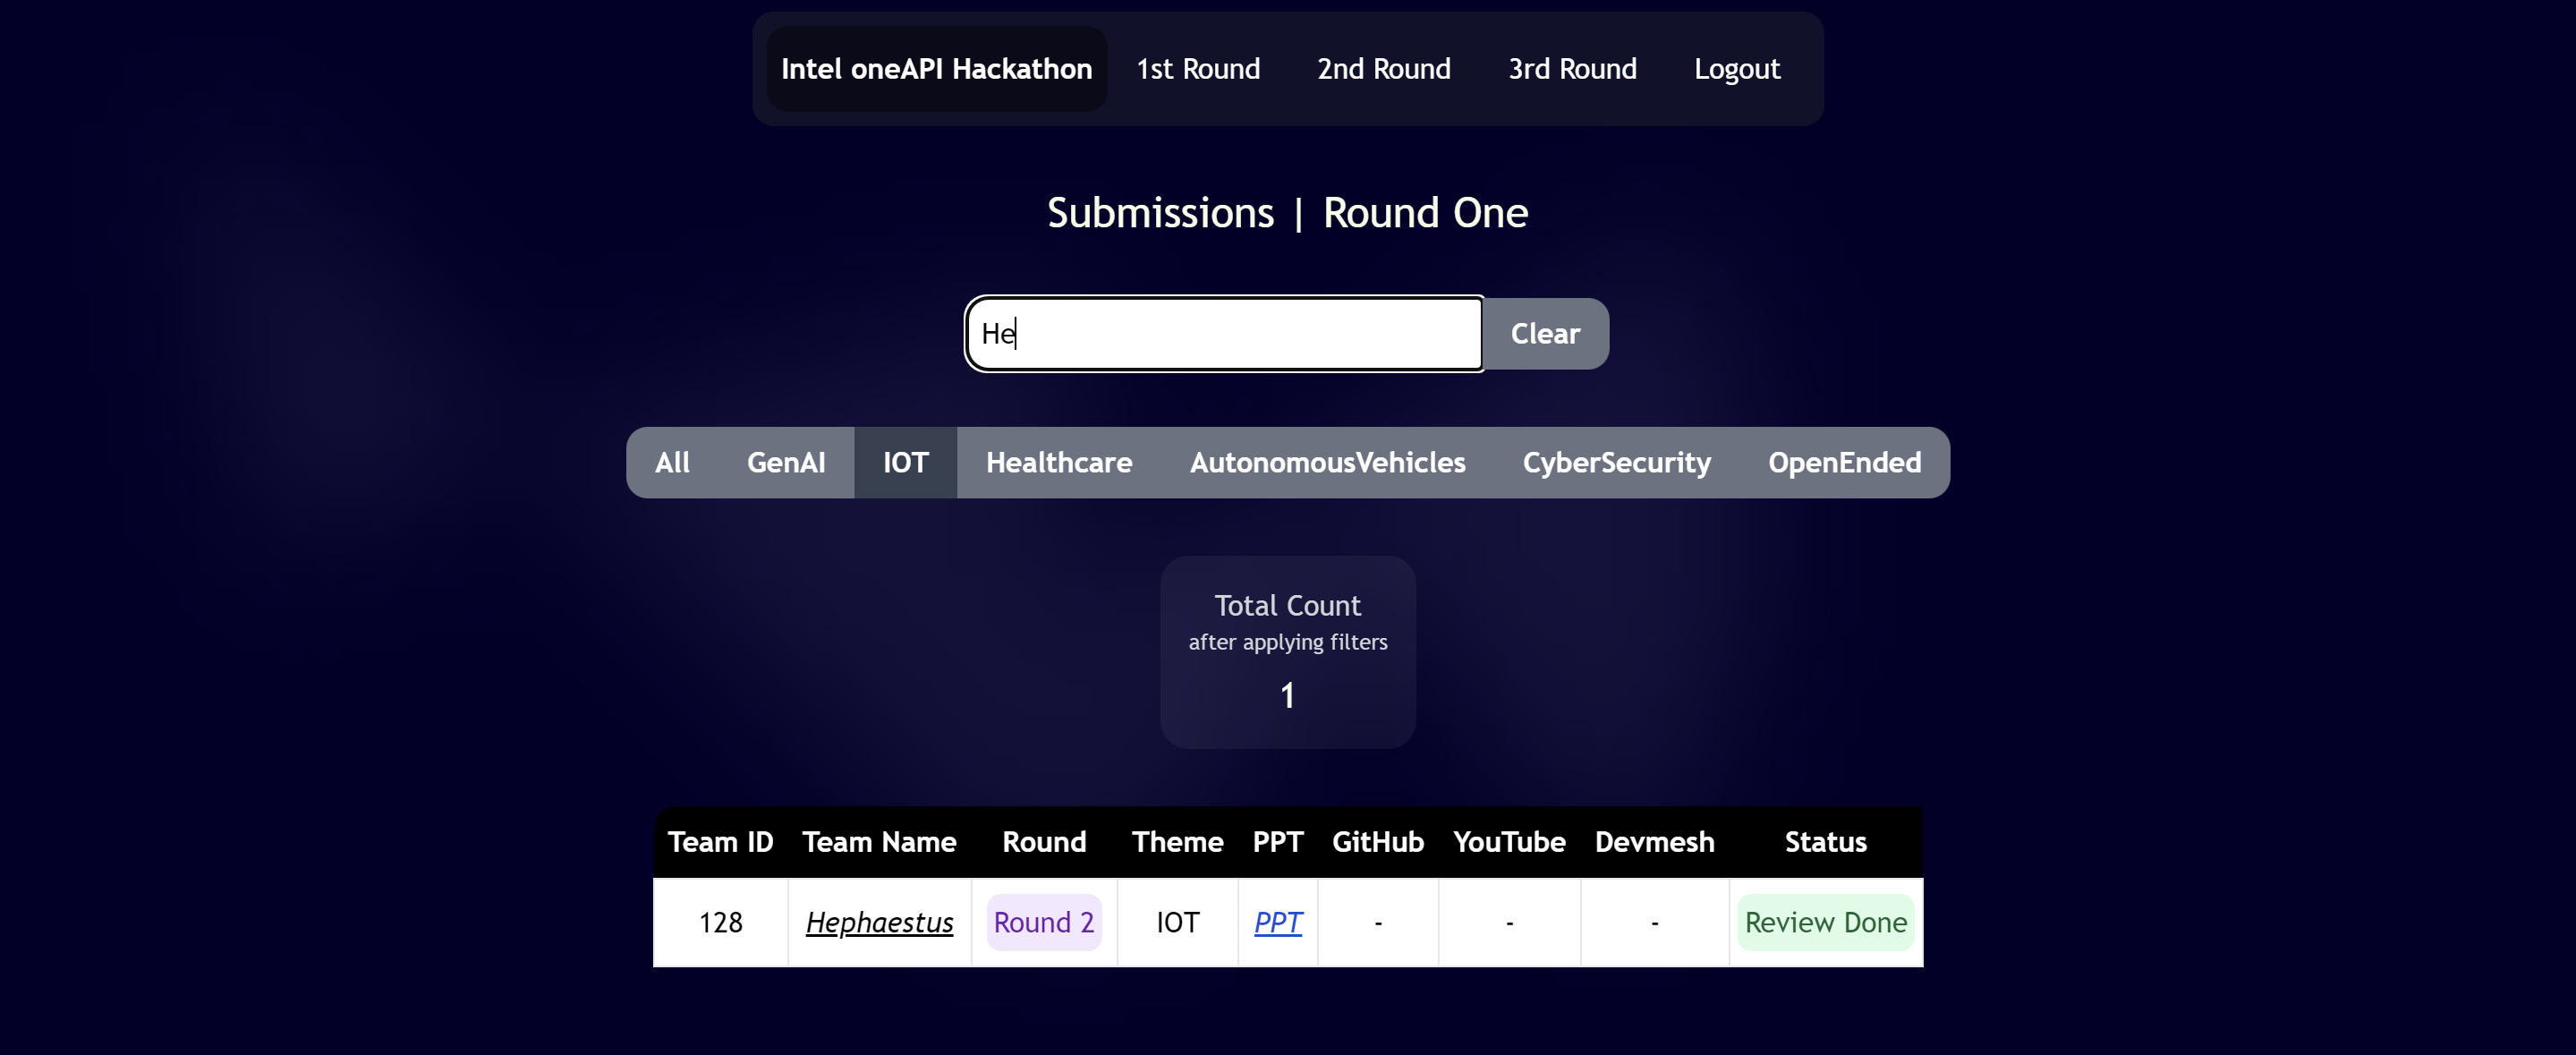 Intel oneAPI Hackathon 1st Round 2nd Round 3rd Round Logout
Submissions | Round One
He Clear
All GenAI IOT Healthcare AutonomousVehicles CyberSecurity OpenEnded
Total Count
after applying filters
1
Team ID Team Name Round Theme PPT GitHub YouTube Devmesh Status
128 Hephaestus Round 2 IOT PPT - - - Review Done